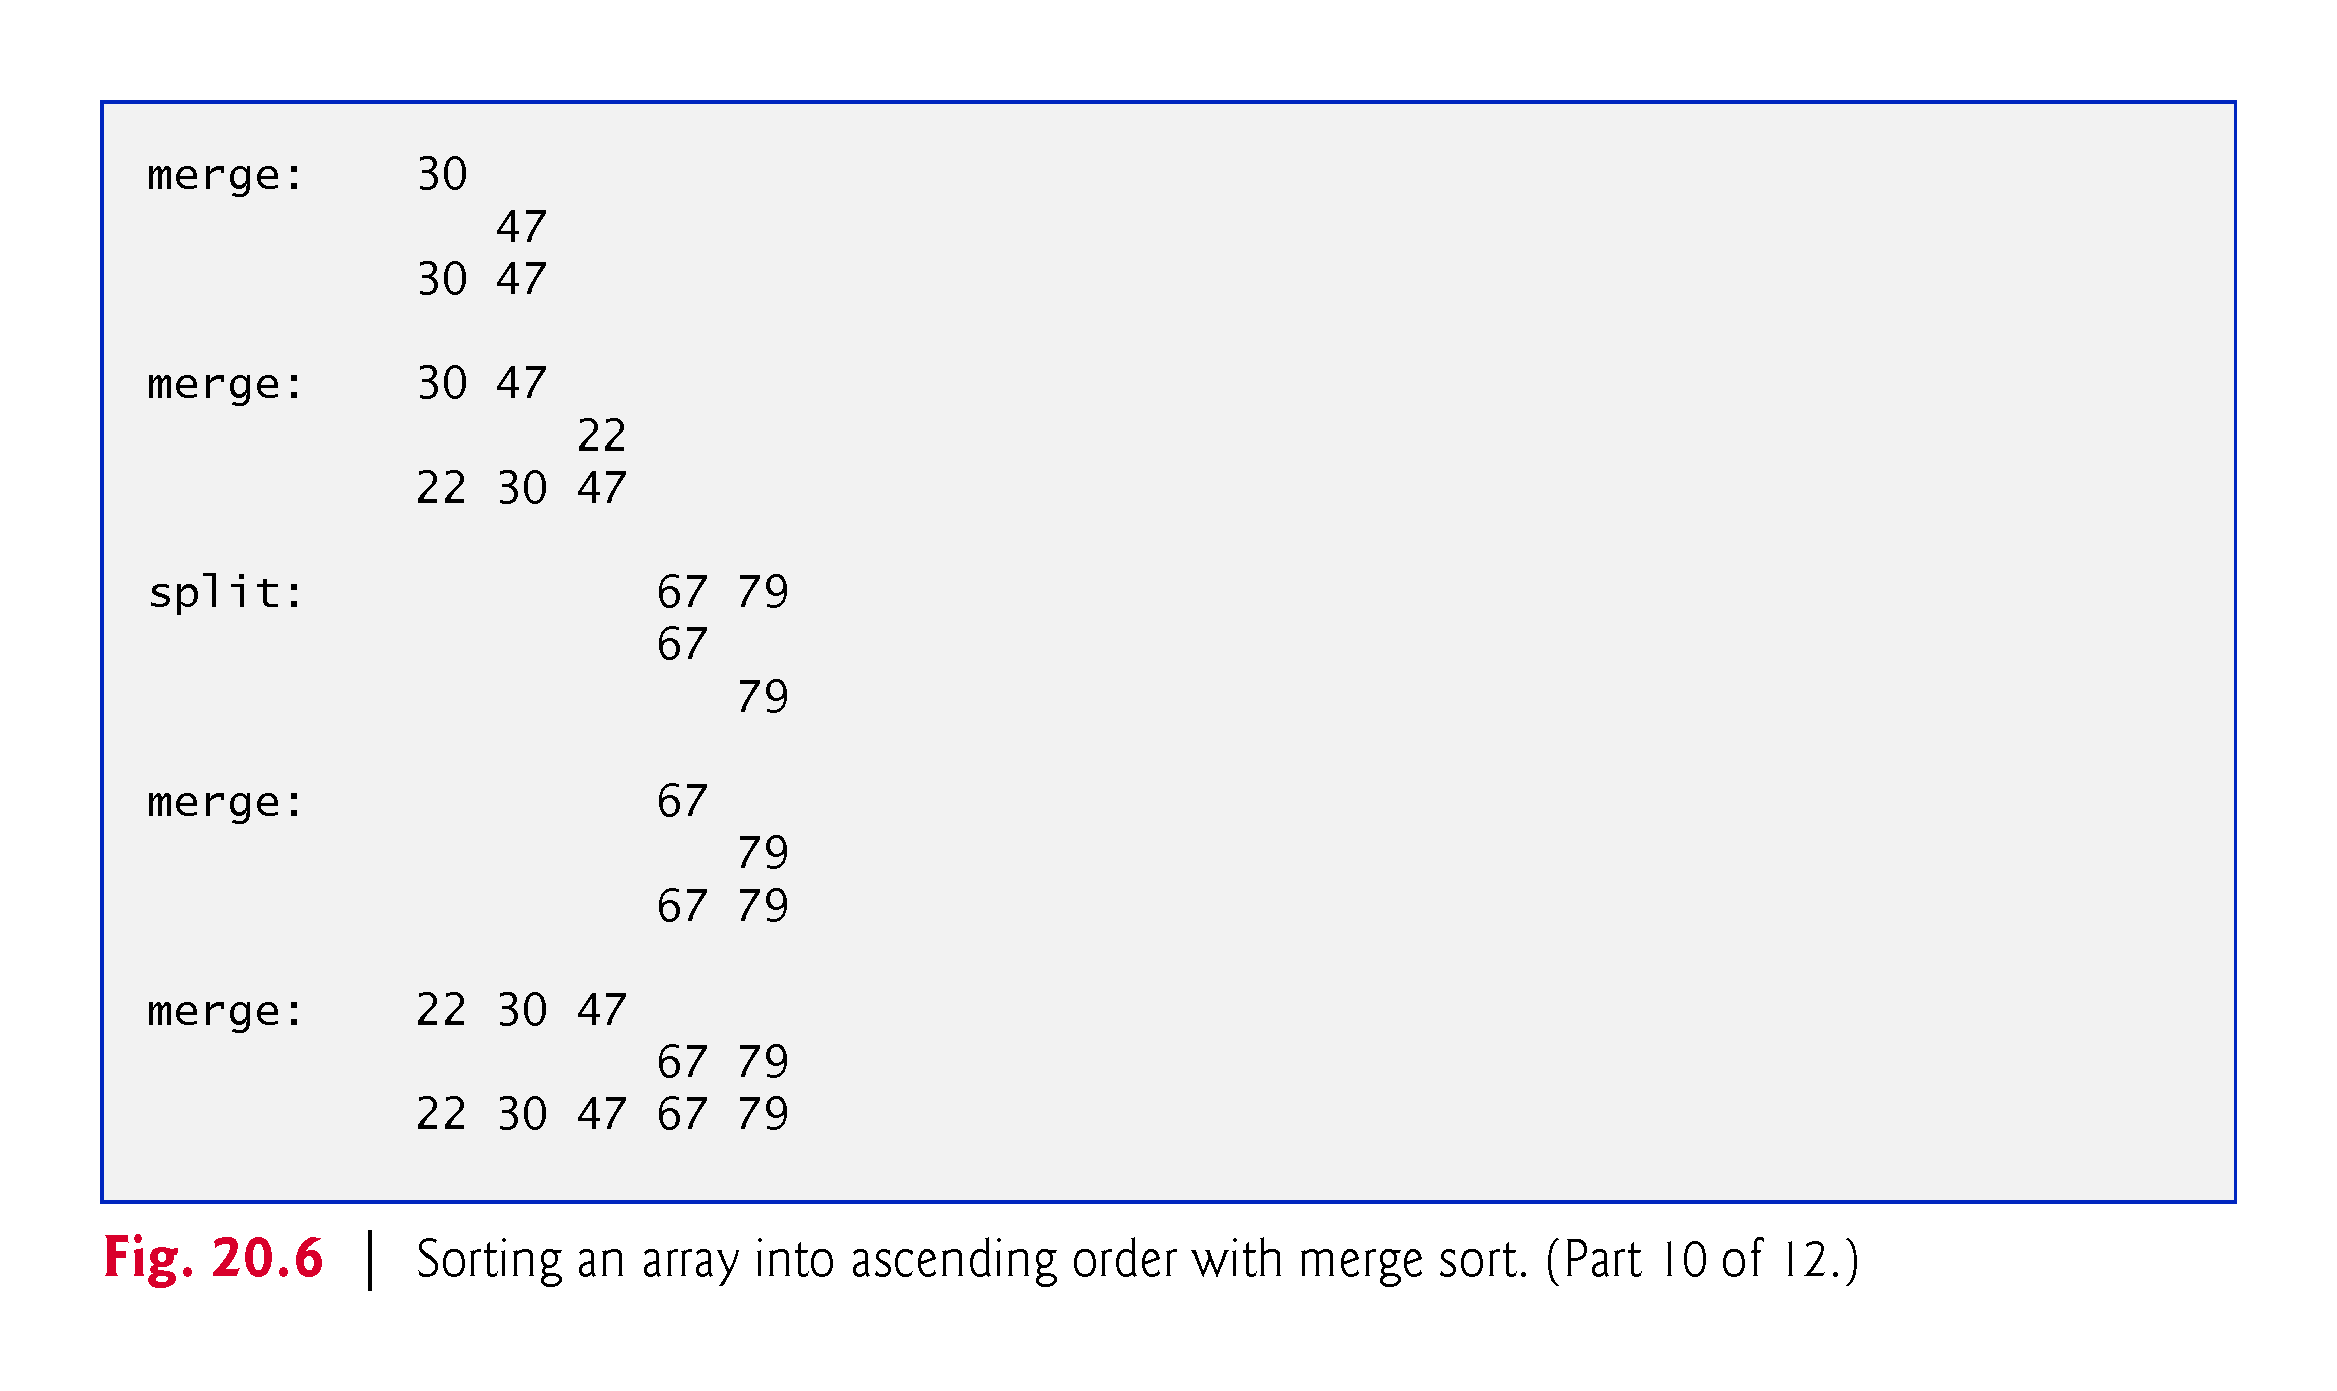 merge:    30
             47
          30 47
merge:    30 47
                22
          22 30 47
split:             67 79
                   67
                      79
merge:             67
                      79
                   67 79
merge:    22 30 47
                   67 79
          22 30 47 67 79
Fig. 20.6 | Sorting an array into ascending order with merge sort. (Part 10 of 12.)